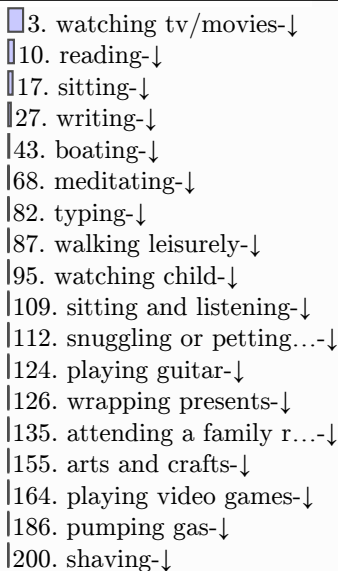 3. watching tv/movies-↓
10. reading-↓
17. sitting-↓
27. writing-↓
43. boating-↓
68. meditating-↓
82. typing-↓
87. walking leisurely-↓
95. watching child-↓
109. sitting and listening-↓
112. snuggling or petting...-↓
124. playing guitar-↓
126. wrapping presents-↓
135. attending a family r...-↓
155. arts and crafts-↓
164. playing video games-↓
186. pumping gas-↓
200. shaving-↓